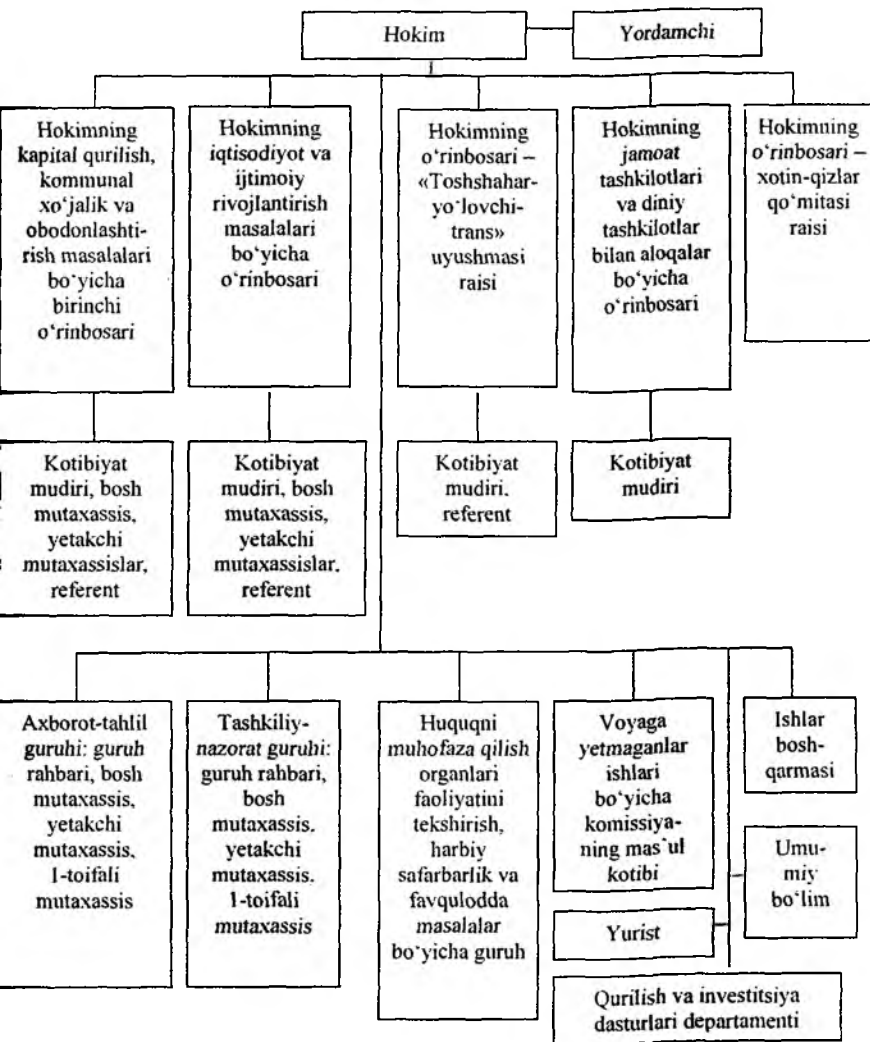 Hokim
Yordamchi
Hokimning
kapital qurilish,
kommunal
xo‘jalik va
obodonlashti-
rish masalalari
bo‘yicha
birinchi
o‘rinbosari
Hokimning
iqtisodiyot va
ijtimoiy
rivojlantirish
masalalari
bo‘yicha
o‘rinbosari
Hokimning
o‘rinbosari –
«Toshshahar-
yo‘lovchi-
trans»
uyushmasi
raisi
Hokimning
jamoat
tashkilotlari
va diniy
tashkilotlar
bilan aloqalar
bo‘yicha
o‘rinbosari
Hokimning
o‘rinbosari –
xotin-qizlar
qo‘mitasi
raisi
Kotibiyat
mudiri, bosh
mutaxassis,
yetakchi
mutaxassislar,
referent
Kotibiyat
mudiri, bosh
mutaxassis,
yetakchi
mutaxassislar.
referent
Kotibiyat
mudiri.
referent
Kotibiyat
mudiri
Axborot-tahlil
guruhi: guruh
rahbari, bosh
mutaxassis,
yetakchi
mutaxassis.
1-toifali
mutaxassis
Tashkiliy-
nazorat guruhi:
guruh rahbari,
bosh
mutaxassis.
yetakchi
mutaxassis.
1-toifali
mutaxassis
Huquqni
muhofaza qilish
organlari
faoliyatini
tekshirish,
harbiy
safarbarlik va
favqulodda
masalalar
bo‘yicha guruh
Voyaga
yetmaganlar
ishlari
bo‘yicha
komissiya-
ning mas‘ul
kotibi
Ishlar
bosh-
qarmasi
Umu-
miy
bo‘lim
Yurist
Qurilish va investitsiya
dasturlari departamenti